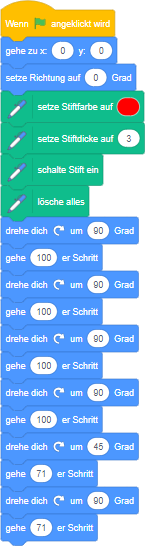 Wenn angeklickt wird
gehe zu x: 0 y: 0
setze Richtung auf 0 Grad
setze Stiftfarbe auf
setze Stiftdicke auf 3
schalte Stift ein
lösche alles
drehe dich um 90 Grad
gehe 100 er Schritt
drehe dich um 90 Grad
gehe 100 er Schritt
drehe dich um 90 Grad
gehe 100 er Schritt
drehe dich um 90 Grad
gehe 100 er Schritt
drehe dich um 45 Grad
gehe 71 er Schritt
drehe dich um 90 Grad
gehe 71 er Schritt